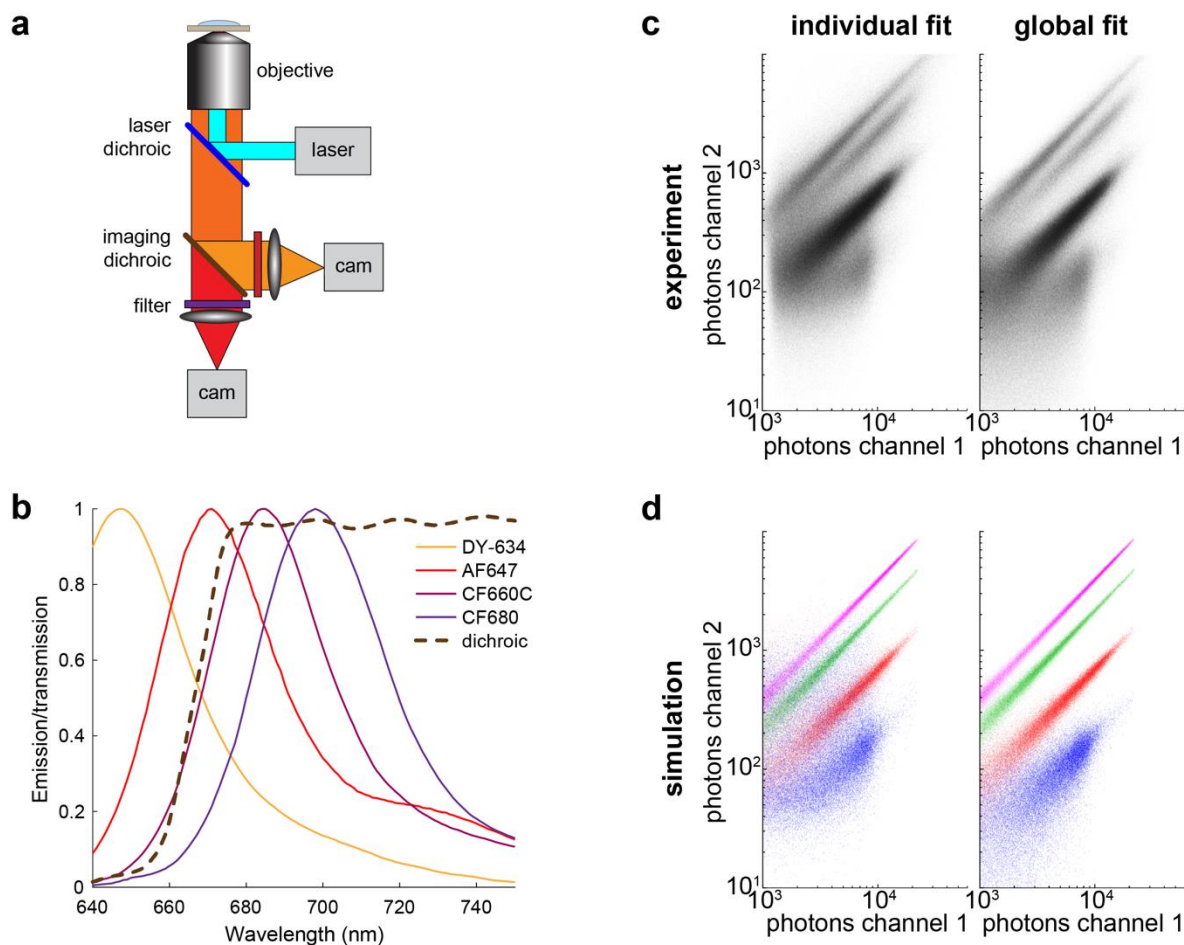 a
objective
laser
dichroic
laser
imaging
dichroic
cam
filter
cam
b
Emission/transmission
1
0.8
0.6
0.4
0.2
0
640 660 680 700 720 740
Wavelength (nm)
DY-634
AF647
CF660C
CF680
dichroic
c
individual fit global fit
experiment
photons channel 2
10³
10²
10¹
10³ 10⁴ 10³ 10⁴
photons channel 1 photons channel 1
d
simulation
photons channel 2
10³
10²
10¹
10³ 10⁴ 10³ 10⁴
photons channel 1 photons channel 1